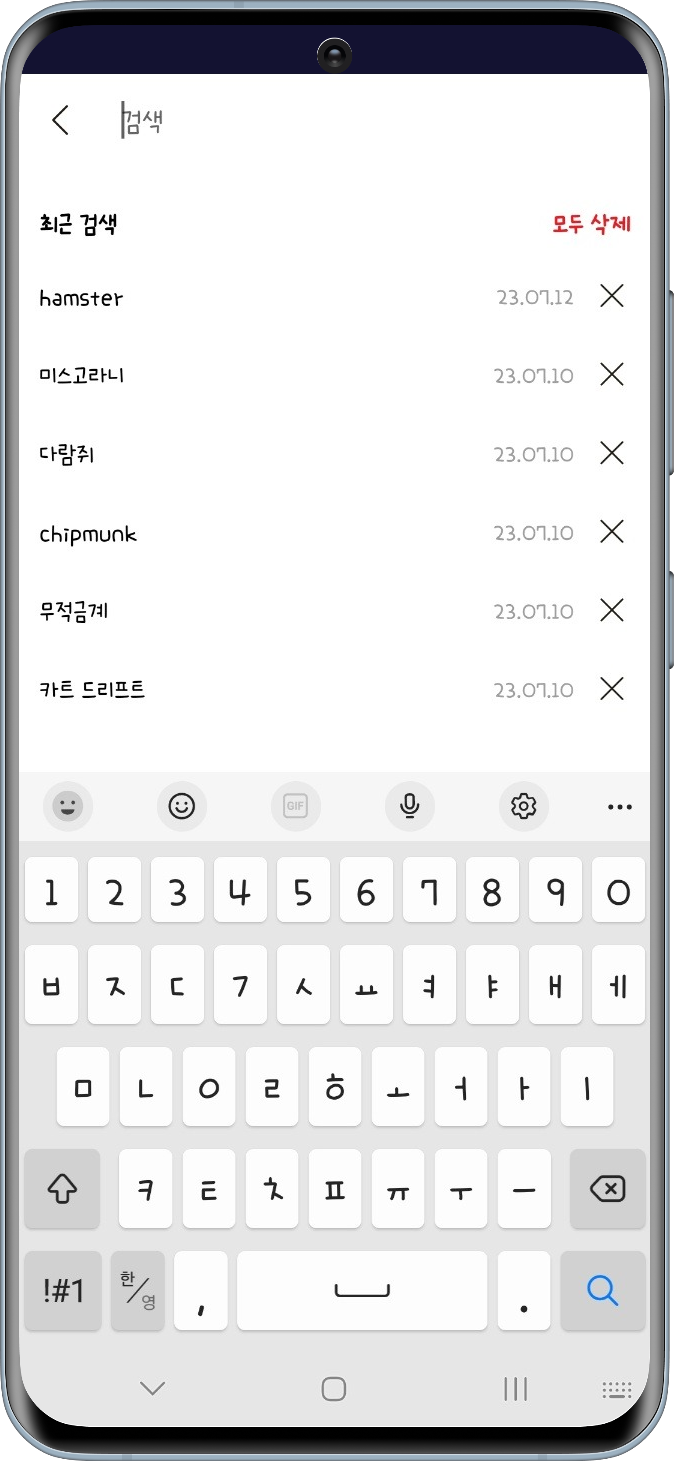 검색
최근 검색 모두 삭제
hamster 23.07.12
미스고라니 23.07.10
다람쥐 23.07.10
chipmunk 23.07.10
무적금계 23.07.10
카트 드리프트 23.07.10
GIF
1 2 3 4 5 6 7 8 9 0
ㅂ ㅈ ㄷ ㄱ ㅅ ㅛ ㅕ ㅑ ㅐ ㅔ
ㅁ ㄴ ㅇ ㄹ ㅎ ㅗ ㅓ ㅏ ㅣ
ㅋ ㅌ ㅊ ㅍ ㅠ ㅜ ㅡ
!#1 한/영 , .